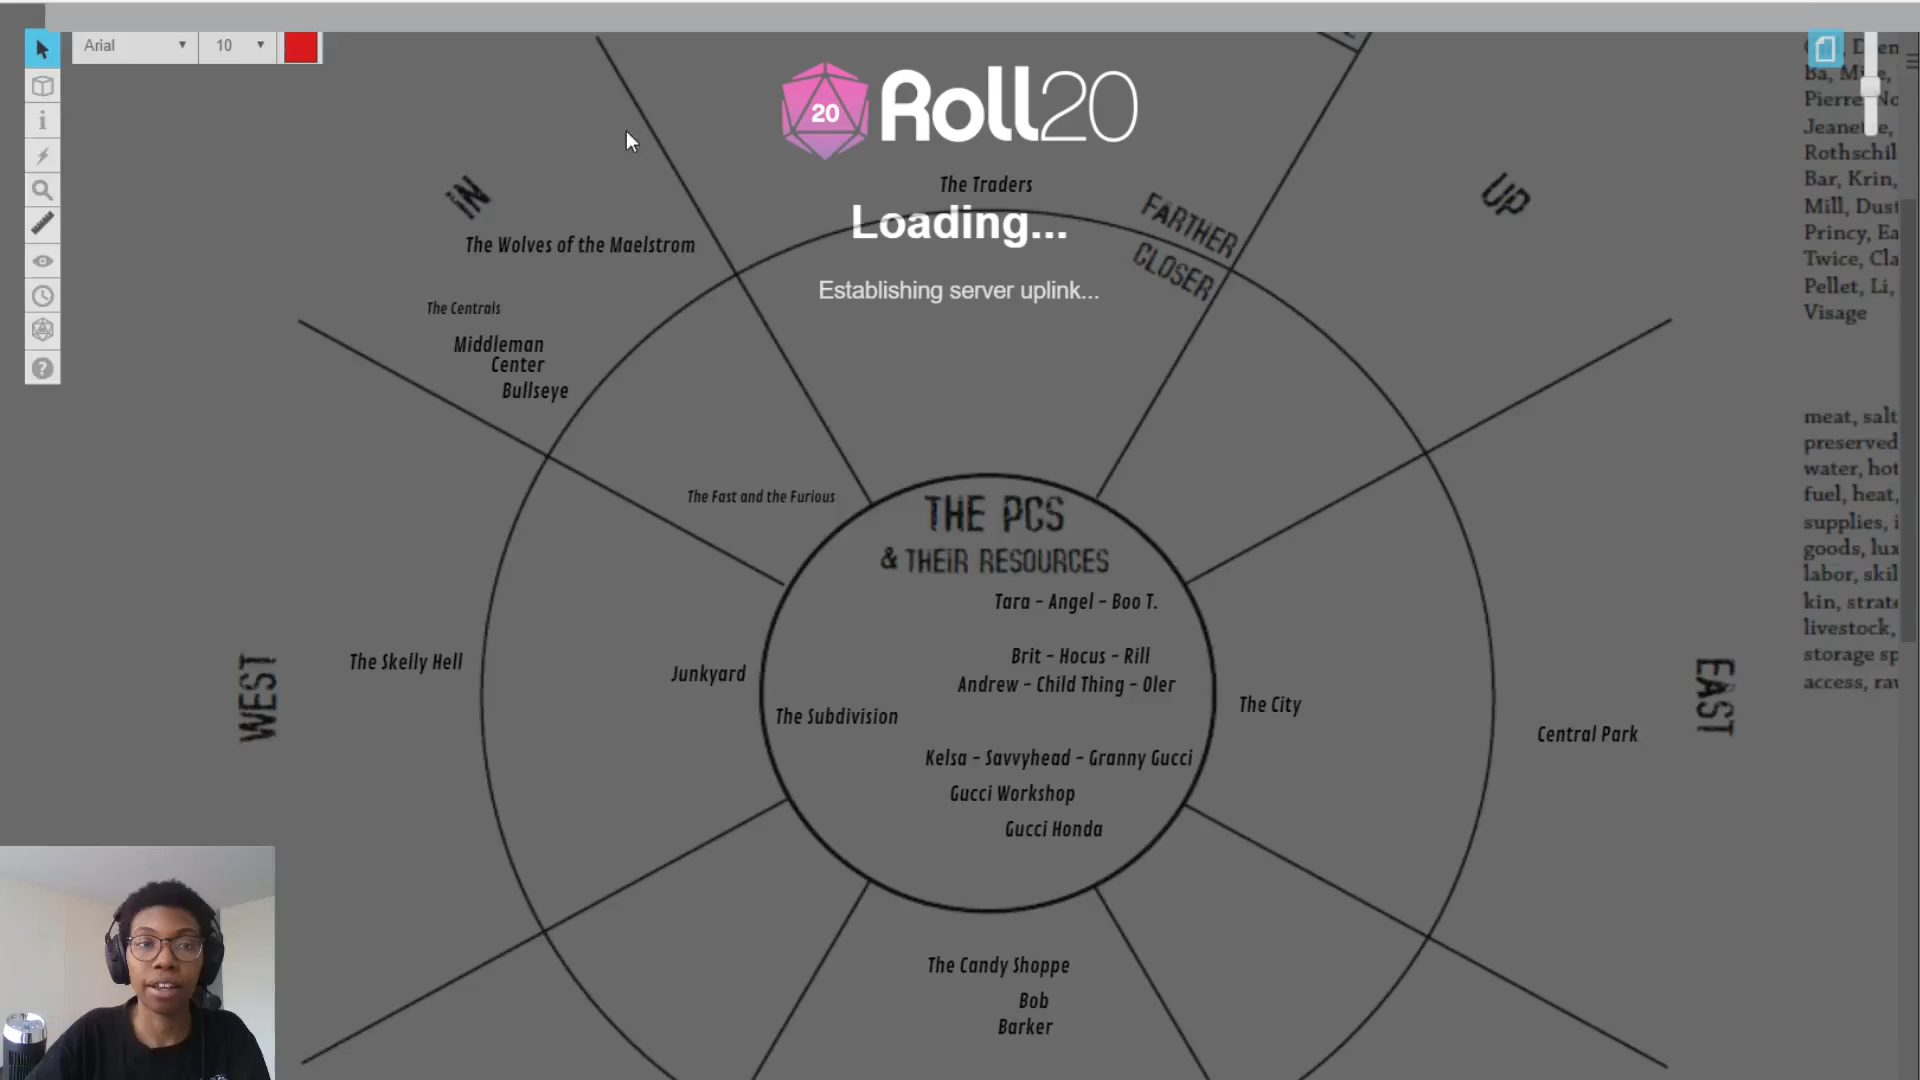 Arial
10
20
Roll20
Loading...
Establishing server uplink...
The Traders
FARTHER
CLOSER
IN
UP
The Wolves of the Maelstrom
The Centrals
Middleman
Center
Bullseye
The Fast and the Furious
THE PCS
& THEIR RESOURCES
Tara - Angel - Boo T.
Brit - Hocus - Rill
Andrew - Child Thing - Oler
WEST
The Skelly Hell
Junkyard
The Subdivision
The City
Central Park
EAST
Kelsa - Savvyhead - Granny Gucci
Gucci Workshop
Gucci Honda
The Candy Shoppe
Bob
Barker
Pierre, No
Rothschil
Bar, Krin,
Mill, Dust
Princy, Ea
Twice, Cla
Pellet, Li,
Visage
meat, salt
preserved
water, hot
fuel, heat,
supplies, i
goods, lux
labor, skil
kin, strate
livestock,
storage sp
access, rav
?